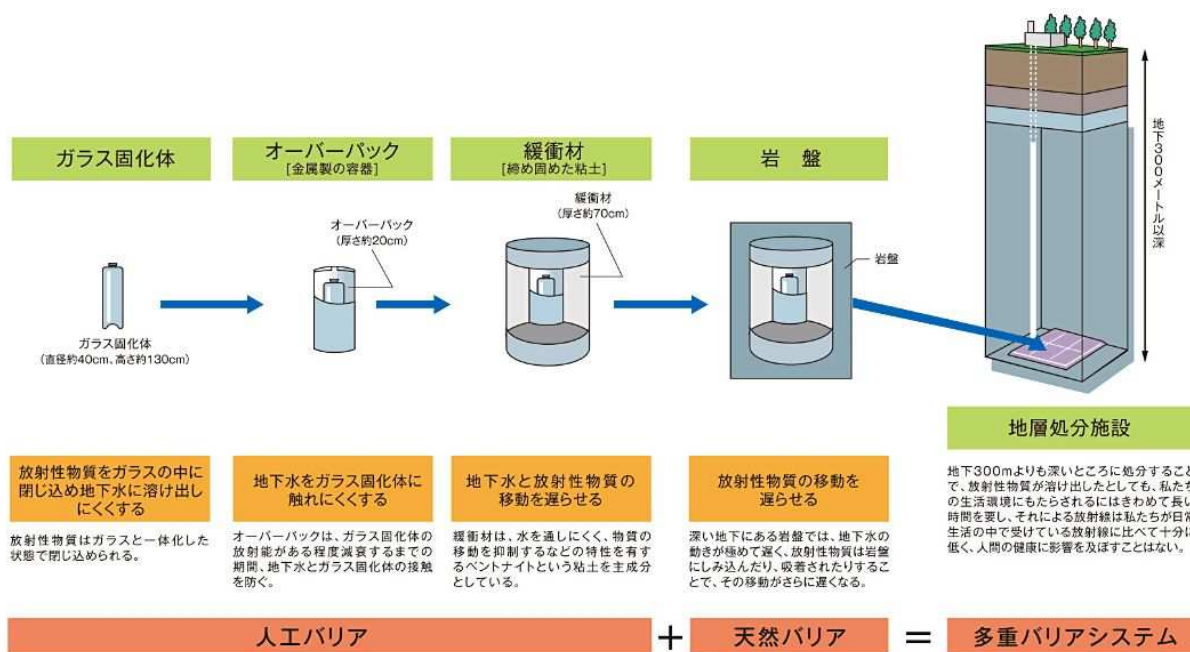 ガラス固化体
オーバーパック
[金属製の容器]
緩衝材
[締め固めた粘土]
岩　盤
地下300メートル以深
オーバーパック
(厚さ約20cm)
緩衝材
(厚さ約70cm)
岩盤
ガラス固化体
(直径約40cm、高さ約130cm)
地層処分施設
放射性物質をガラスの中に
閉じ込め地下水に溶け出し
にくくする
放射性物質はガラスと一体化した
状態で閉じ込められる。
地下水をガラス固化体に
触れにくくする
オーバーパックは、ガラス固化体の
放射能がある程度減衰するまでの
期間、地下水とガラス固化体の接触
を防ぐ。
地下水と放射性物質の
移動を遅らせる
緩衝材は、水を通しにくく、物質の
移動を抑制するなどの特性を有す
るベントナイトという粘土を主成分
としている。
放射性物質の移動を
遅らせる
深い地下にある岩盤では、地下水の
動きが極めて遅く、放射性物質は岩盤
にしみ込んだり、吸着されたりするこ
とで、その移動がさらに遅くなる。
地下300mよりも深いところに処分すること
で、放射性物質が溶け出したとしても、私たち
の生活環境にもたらされるにはきわめて長い
時間を要し、それによる放射線は私たちが日常
生活の中で受けている放射線に比べて十分に
低く、人間の健康に影響を及ぼすことはない。
人工バリア + 天然バリア = 多重バリアシステム